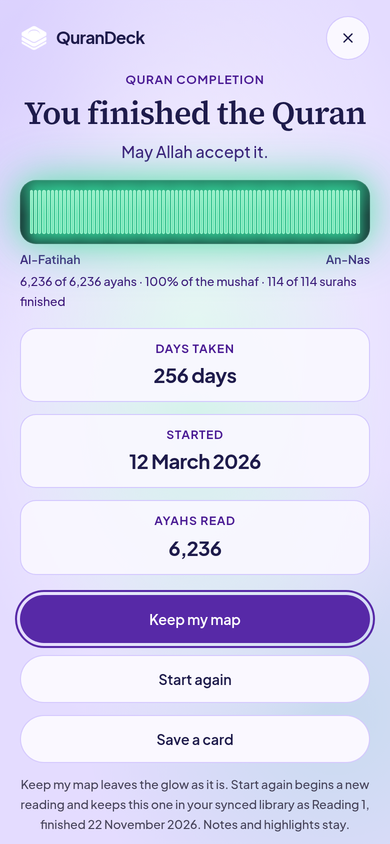 QuranDeck
QURAN COMPLETION
You finished the Quran
May Allah accept it.
Al-Fatihah An-Nas
6,236 of 6,236 ayahs · 100% of the mushaf · 114 of 114 surahs
finished
DAYS TAKEN
256 days
STARTED
12 March 2026
AYAHS READ
6,236
Keep my map
Start again
Save a card
Keep my map leaves the glow as it is. Start again begins a new
reading and keeps this one in your synced library as Reading 1,
finished 22 November 2026. Notes and highlights stay.